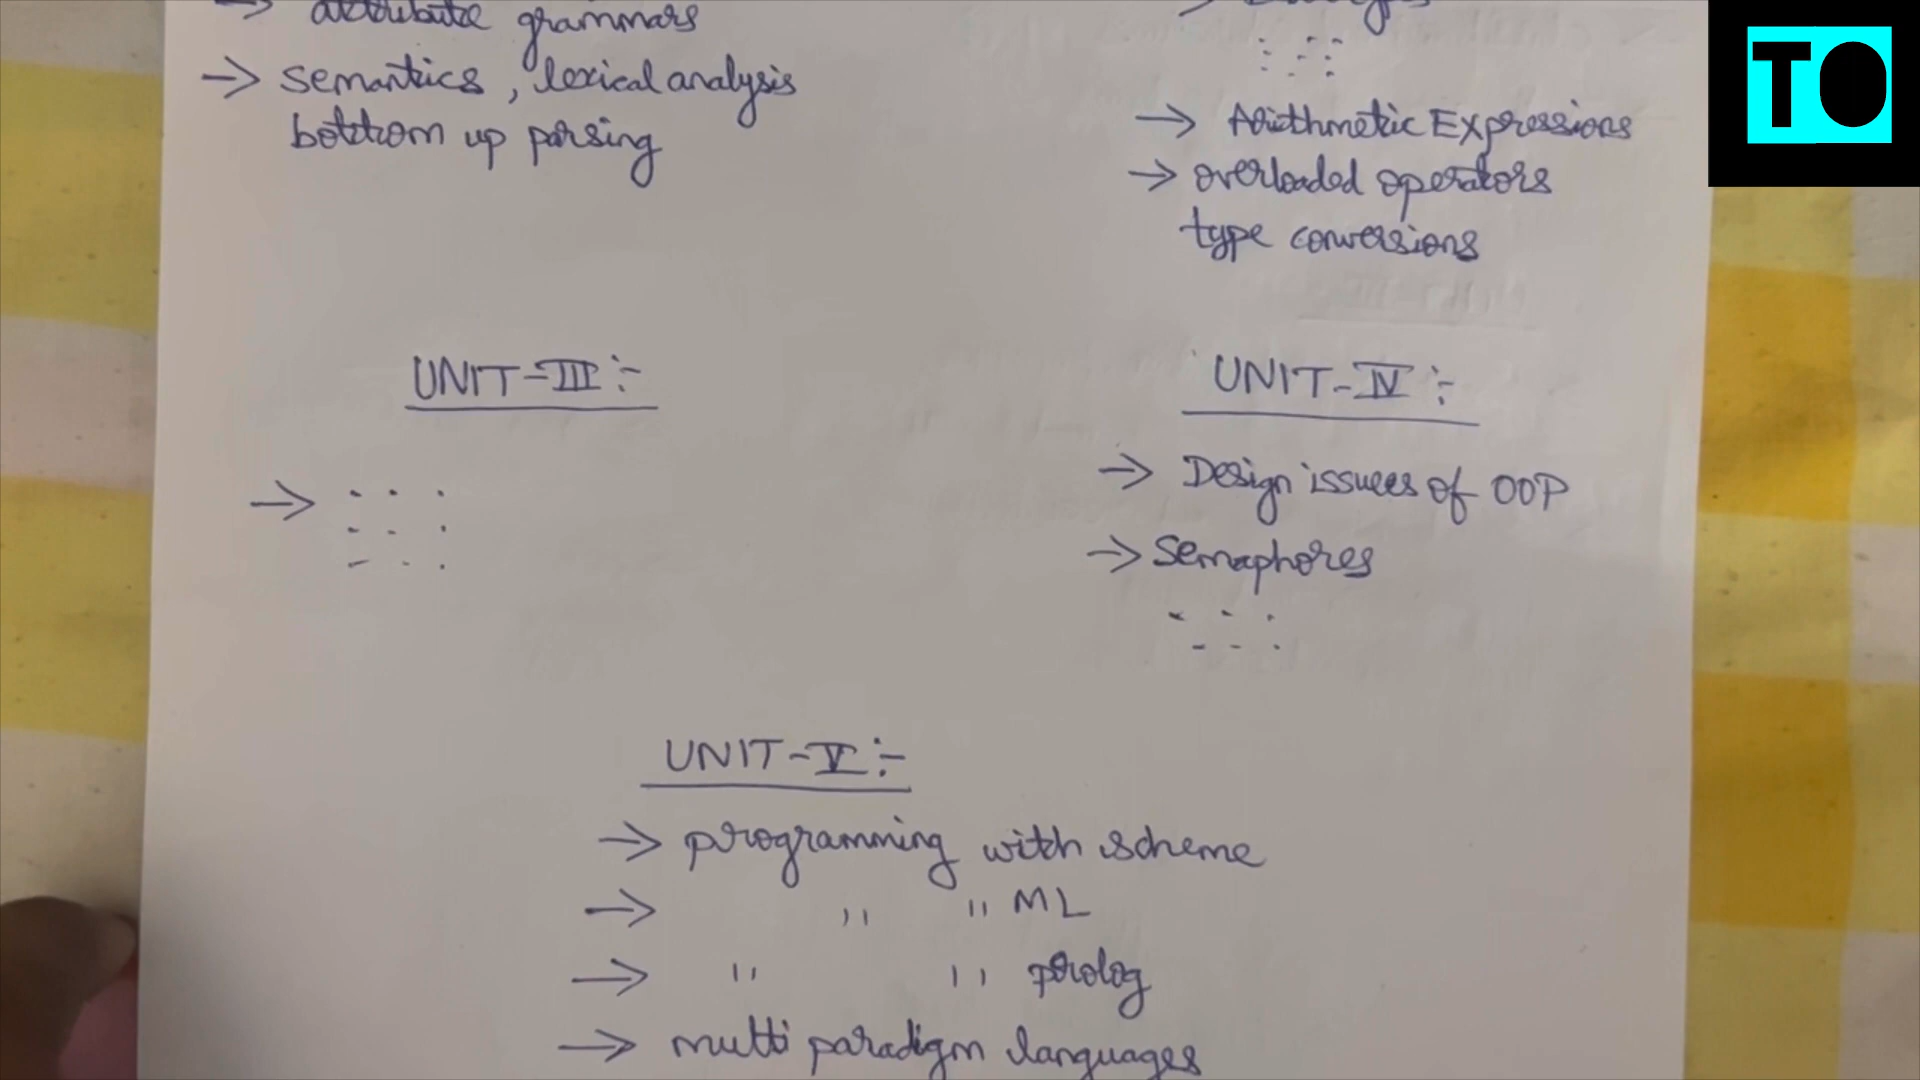 → attribute grammars
→ semantics, lexical analysis
bottom up parsing
→ Arithmetic Expressions
→ overloaded operators
type conversions
UNIT-III :-
→
UNIT-IV :-
→ Design issues of OOP
→ Semaphores
UNIT-V :-
→ programming with scheme
→ " " ML
→ " " prolog
→ multi paradigm languages
TO